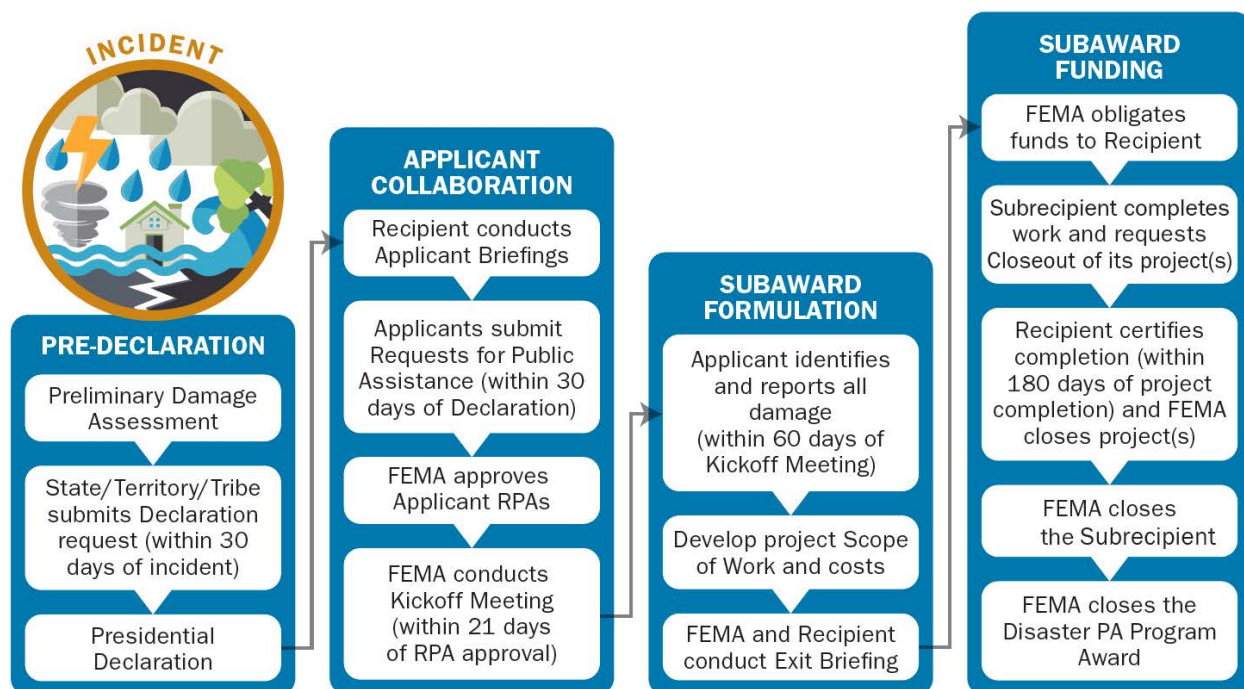 INCIDENT
PRE-DECLARATION
Preliminary Damage
Assessment
State/Territory/Tribe
submits Declaration
request (within 30
days of incident)
Presidential
Declaration
APPLICANT
COLLABORATION
Recipient conducts
Applicant Briefings
Applicants submit
Requests for Public
Assistance (within 30
days of Declaration)
FEMA approves
Applicant RPAs
FEMA conducts
Kickoff Meeting
(within 21 days
of RPA approval)
SUBAWARD
FORMULATION
Applicant identifies
and reports all
damage
(within 60 days of
Kickoff Meeting)
Develop project Scope
of Work and costs
FEMA and Recipient
conduct Exit Briefing
SUBAWARD
FUNDING
FEMA obligates
funds to Recipient
Subrecipient completes
work and requests
Closeout of its project(s)
Recipient certifies
completion (within
180 days of project
completion) and FEMA
closes project(s)
FEMA closes
the Subrecipient
FEMA closes the
Disaster PA Program
Award